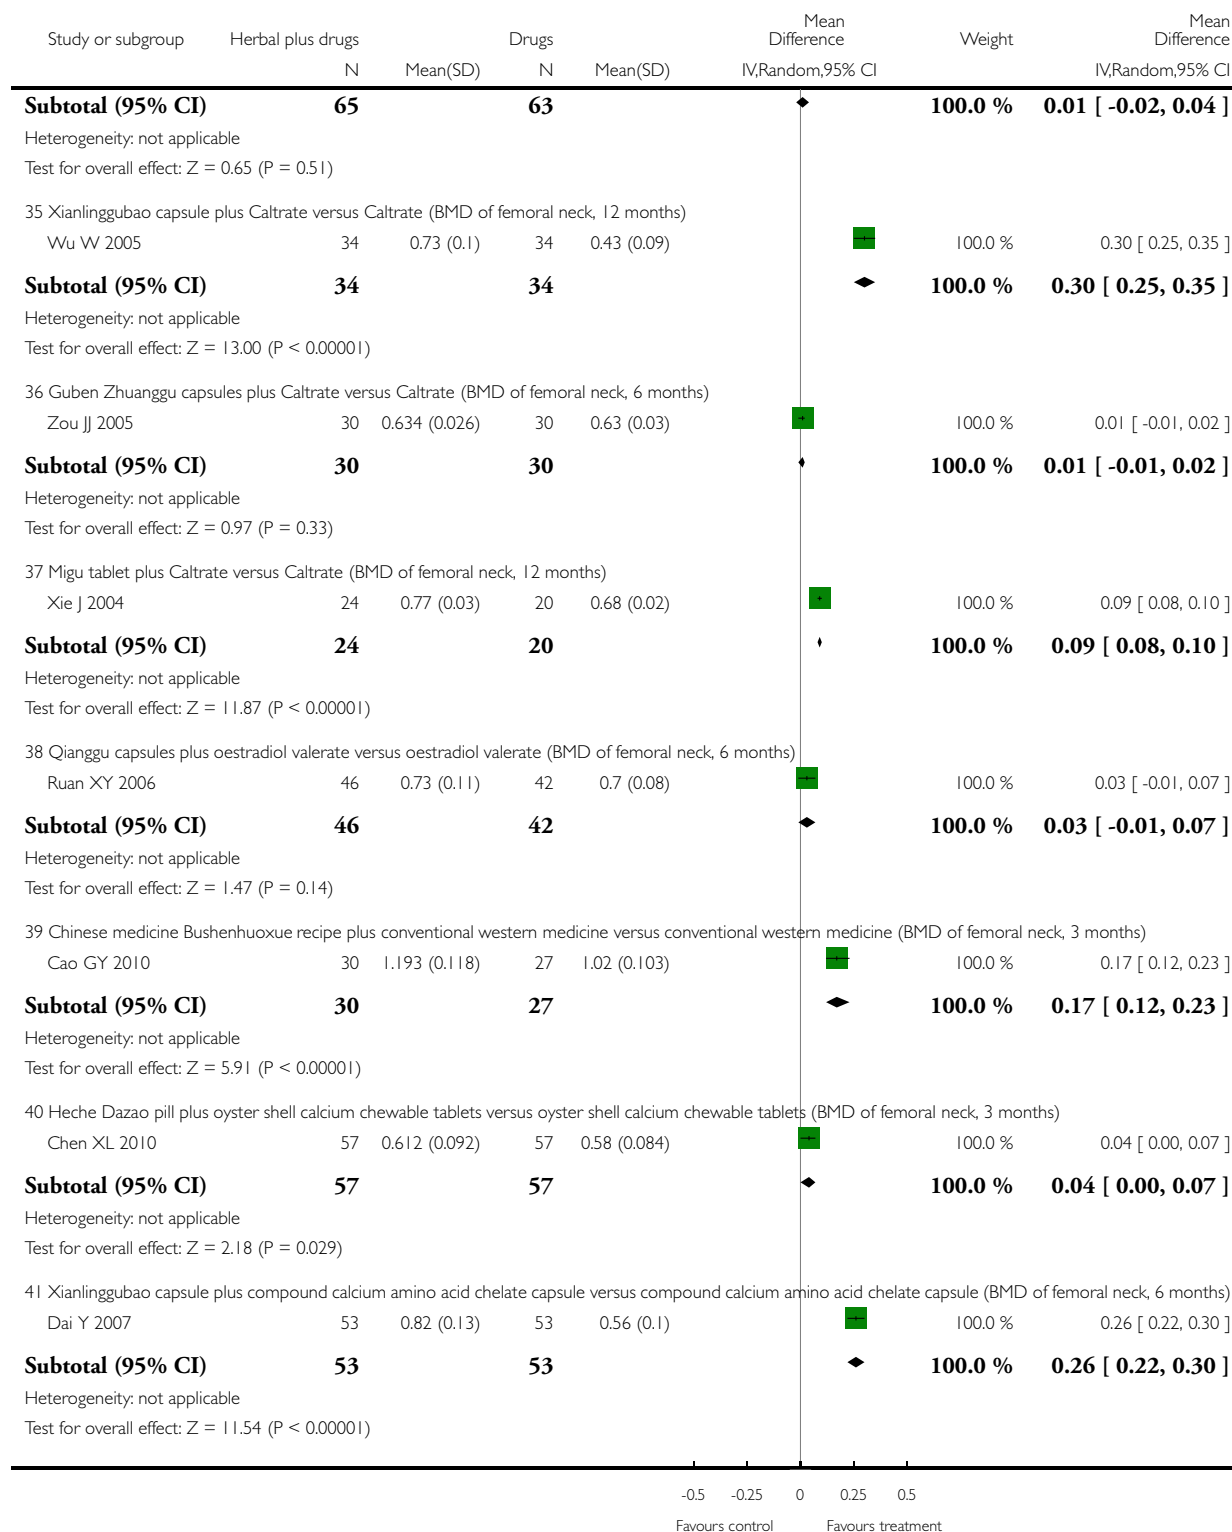 Study or subgroup Herbal plus drugs Drugs Mean Difference Weight Mean Difference
N Mean(SD) N Mean(SD) IV,Random,95% CI IV,Random,95% CI
Subtotal (95% CI) 65 63 100.0 % 0.01 [ -0.02, 0.04 ]
Heterogeneity: not applicable
Test for overall effect: Z = 0.65 (P = 0.51)
35 Xianlinggubao capsule plus Caltrate versus Caltrate (BMD of femoral neck, 12 months)
Wu W 2005 34 0.73 (0.1) 34 0.43 (0.09) 100.0 % 0.30 [ 0.25, 0.35 ]
Subtotal (95% CI) 34 34 100.0 % 0.30 [ 0.25, 0.35 ]
Heterogeneity: not applicable
Test for overall effect: Z = 13.00 (P < 0.00001)
36 Guben Zhuanggu capsules plus Caltrate versus Caltrate (BMD of femoral neck, 6 months)
Zou JJ 2005 30 0.634 (0.026) 30 0.63 (0.03) 100.0 % 0.01 [ -0.01, 0.02 ]
Subtotal (95% CI) 30 30 100.0 % 0.01 [ -0.01, 0.02 ]
Heterogeneity: not applicable
Test for overall effect: Z = 0.97 (P = 0.33)
37 Migu tablet plus Caltrate versus Caltrate (BMD of femoral neck, 12 months)
Xie J 2004 24 0.77 (0.03) 20 0.68 (0.02) 100.0 % 0.09 [ 0.08, 0.10 ]
Subtotal (95% CI) 24 20 100.0 % 0.09 [ 0.08, 0.10 ]
Heterogeneity: not applicable
Test for overall effect: Z = 11.87 (P < 0.00001)
38 Qianggu capsules plus oestradiol valerate versus oestradiol valerate (BMD of femoral neck, 6 months)
Ruan XY 2006 46 0.73 (0.11) 42 0.7 (0.08) 100.0 % 0.03 [ -0.01, 0.07 ]
Subtotal (95% CI) 46 42 100.0 % 0.03 [ -0.01, 0.07 ]
Heterogeneity: not applicable
Test for overall effect: Z = 1.47 (P = 0.14)
39 Chinese medicine Bushenhuoxue recipe plus conventional western medicine versus conventional western medicine (BMD of femoral neck, 3 months)
Cao GY 2010 30 1.193 (0.118) 27 1.02 (0.103) 100.0 % 0.17 [ 0.12, 0.23 ]
Subtotal (95% CI) 30 27 100.0 % 0.17 [ 0.12, 0.23 ]
Heterogeneity: not applicable
Test for overall effect: Z = 5.91 (P < 0.00001)
40 Heche Dazao pill plus oyster shell calcium chewable tablets versus oyster shell calcium chewable tablets (BMD of femoral neck, 3 months)
Chen XL 2010 57 0.612 (0.092) 57 0.58 (0.084) 100.0 % 0.04 [ 0.00, 0.07 ]
Subtotal (95% CI) 57 57 100.0 % 0.04 [ 0.00, 0.07 ]
Heterogeneity: not applicable
Test for overall effect: Z = 2.18 (P = 0.029)
41 Xianlinggubao capsule plus compound calcium amino acid chelate capsule versus compound calcium amino acid chelate capsule (BMD of femoral neck, 6 months)
Dai Y 2007 53 0.82 (0.13) 53 0.56 (0.1) 100.0 % 0.26 [ 0.22, 0.30 ]
Subtotal (95% CI) 53 53 100.0 % 0.26 [ 0.22, 0.30 ]
Heterogeneity: not applicable
Test for overall effect: Z = 11.54 (P < 0.00001)
-0.5 -0.25 0 0.25 0.5
Favours control Favours treatment